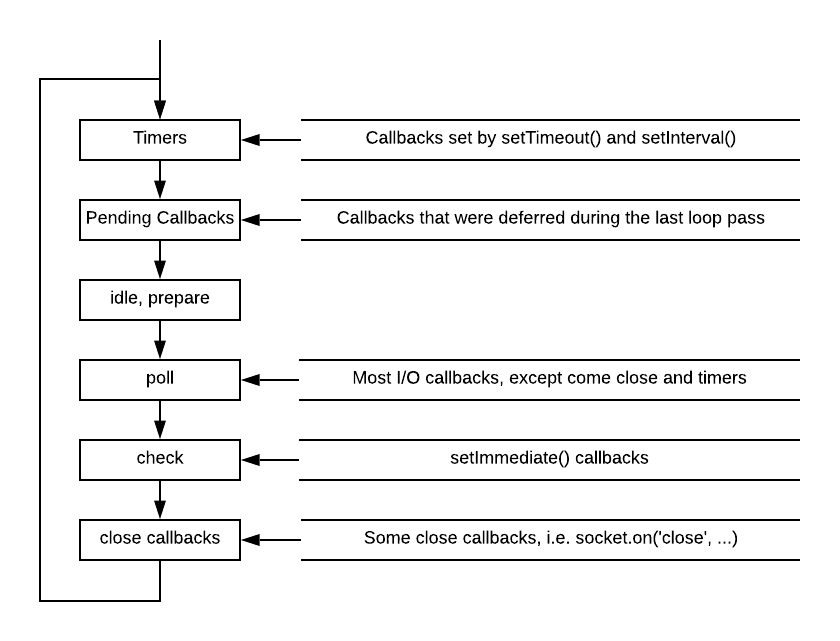 Timers
Callbacks set by setTimeout() and setInterval()
Pending Callbacks
Callbacks that were deferred during the last loop pass
idle, prepare
poll
Most I/O callbacks, except come close and timers
check
setImmediate() callbacks
close callbacks
Some close callbacks, i.e. socket.on('close', ...)